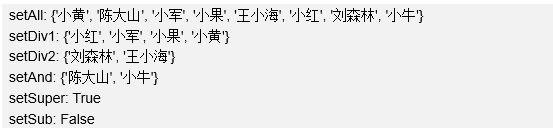 setAll: {'小黄', '陈大山', '小军', '小果', '王小海', '小红', '刘森林', '小牛'}
setDiv1: {'小红', '小军', '小果', '小黄'}
setDiv2: {'刘森林', '王小海'}
setAnd: {'陈大山', '小牛'}
setSuper: True
setSub: False